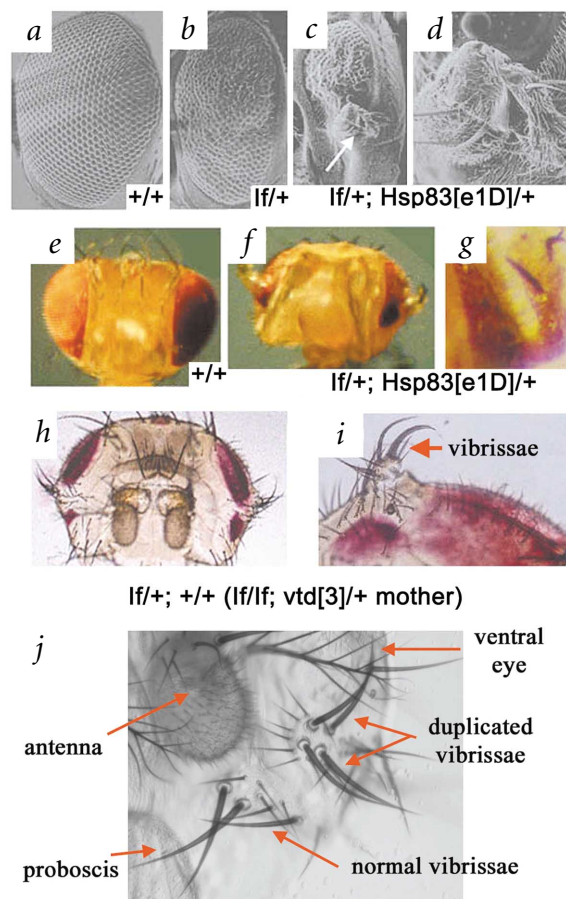 a
b
c
d
+/+
If/+
If/+; Hsp83[e1D]/+
e
f
g
+/+
If/+; Hsp83[e1D]/+
h
i
vibrissae
If/+; +/+ (If/If; vtd[3]/+ mother)
j
ventral
eye
antenna
duplicated
vibrissae
proboscis
normal vibrissae